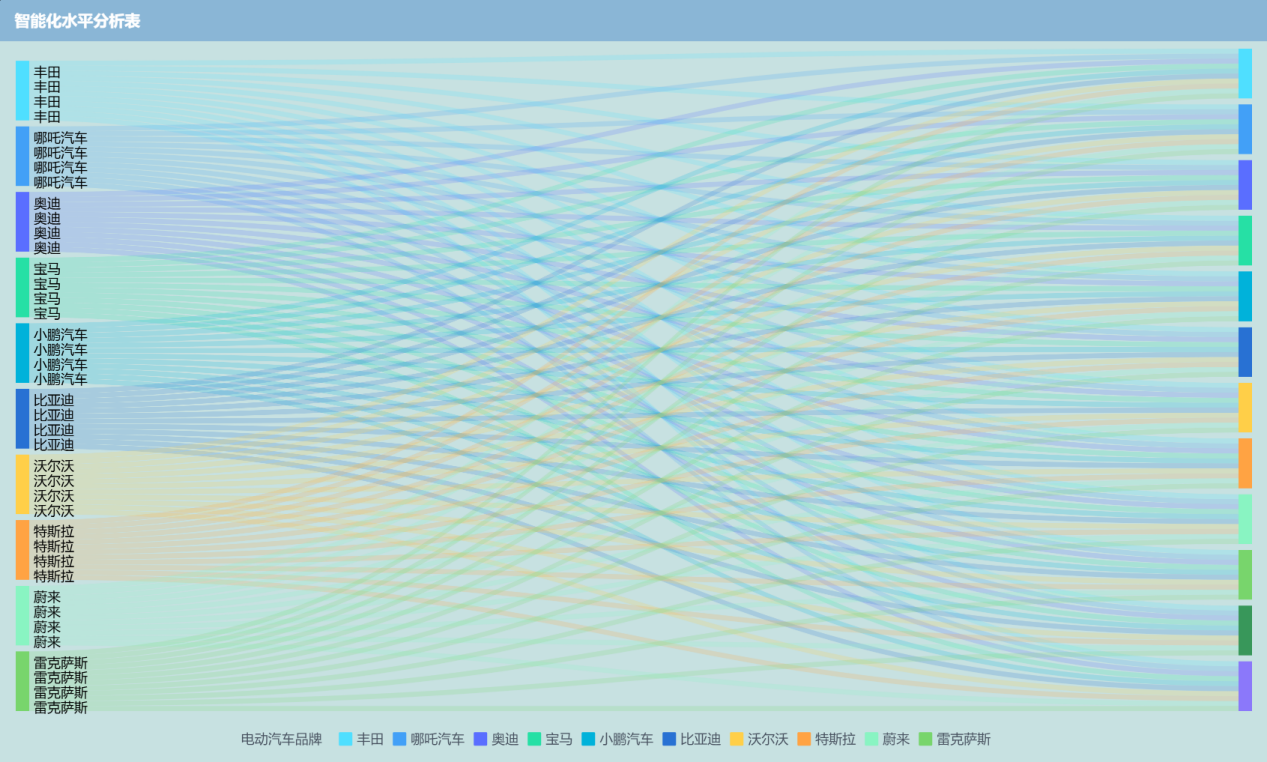 智能化水平分析表
丰田
丰田
丰田
丰田
哪吒汽车
哪吒汽车
哪吒汽车
哪吒汽车
奥迪
奥迪
奥迪
奥迪
宝马
宝马
宝马
宝马
小鹏汽车
小鹏汽车
小鹏汽车
小鹏汽车
比亚迪
比亚迪
比亚迪
比亚迪
沃尔沃
沃尔沃
沃尔沃
沃尔沃
特斯拉
特斯拉
特斯拉
特斯拉
蔚来
蔚来
蔚来
蔚来
雷克萨斯
雷克萨斯
雷克萨斯
雷克萨斯
电动汽车品牌 丰田 哪吒汽车 奥迪 宝马 小鹏汽车 比亚迪 沃尔沃 特斯拉 蔚来 雷克萨斯